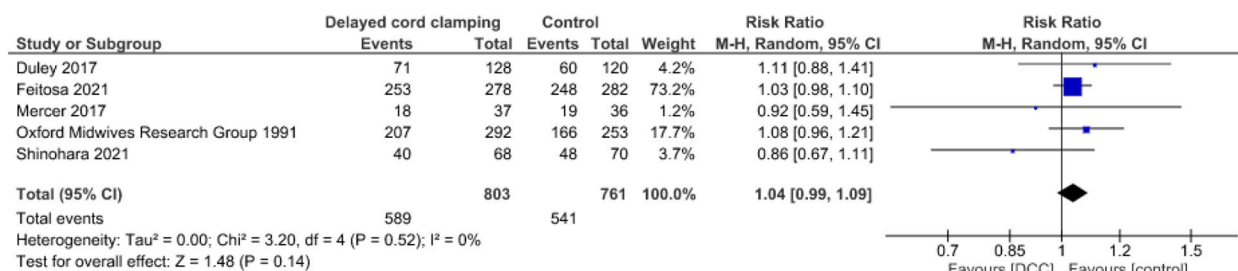 Delayed cord clamping Control Risk Ratio Risk Ratio
Study or Subgroup Events Total Events Total Weight M-H, Random, 95% CI M-H, Random, 95% CI
Duley 2017 71 128 60 120 4.2% 1.11 [0.88, 1.41]
Feitosa 2021 253 278 248 282 73.2% 1.03 [0.98, 1.10]
Mercer 2017 18 37 19 36 1.2% 0.92 [0.59, 1.45]
Oxford Midwives Research Group 1991 207 292 166 253 17.7% 1.08 [0.96, 1.21]
Shinohara 2021 40 68 48 70 3.7% 0.86 [0.67, 1.11]
Total (95% CI) 803 761 100.0% 1.04 [0.99, 1.09]
Total events 589 541
Heterogeneity: Tau² = 0.00; Chi² = 3.20, df = 4 (P = 0.52); I² = 0%
Test for overall effect: Z = 1.48 (P = 0.14)
0.7 0.85 1 1.2 1.5
Favours [DCC] Favours [control]